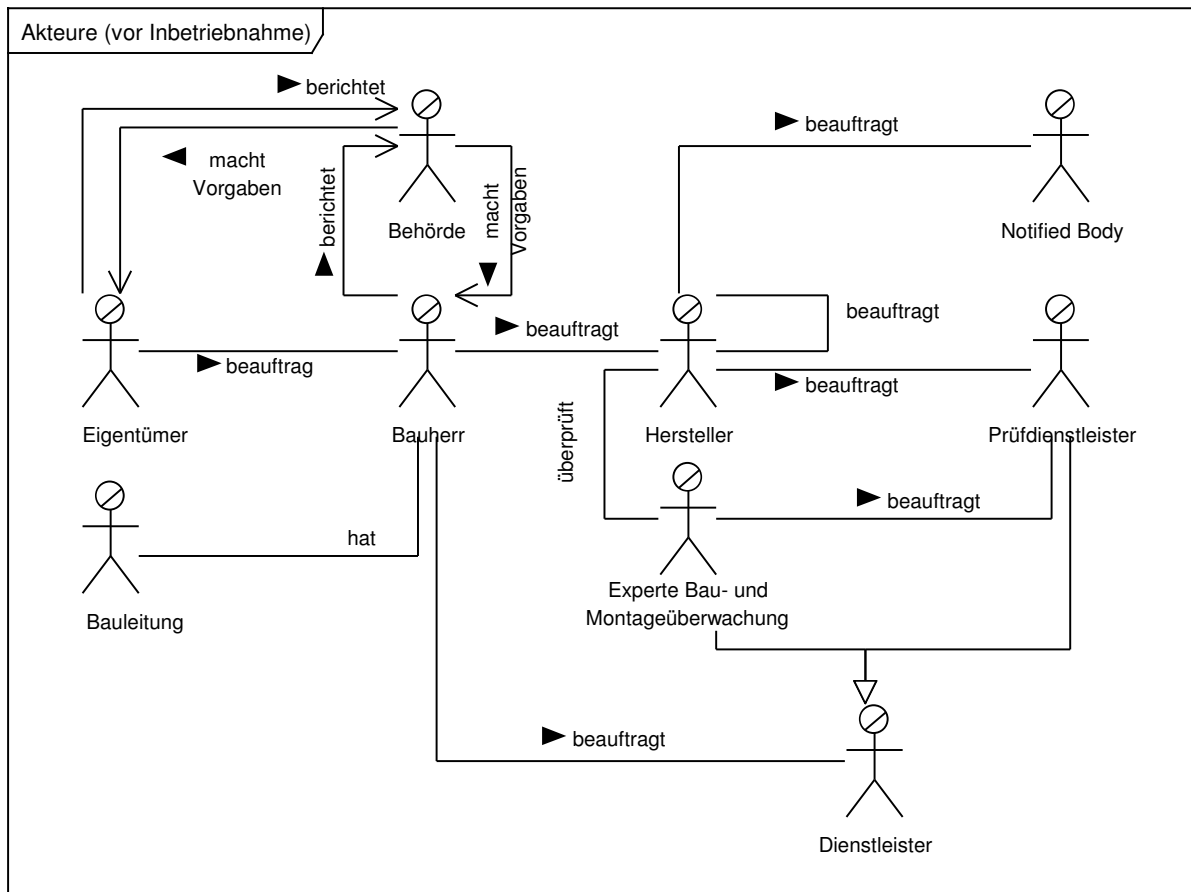 Akteure (vor Inbetriebnahme)
berichtet
beauftragt
macht
Vorgaben
berichtet
macht
Vorgaben
Behörde
Notified Body
beauftragt
beauftragt
beauftrag
beauftragt
Eigentümer
Bauherr
Hersteller
Prüfdienstleister
überprüft
beauftragt
hat
Experte Bau- und
Montageüberwachung
Bauleitung
beauftragt
Dienstleister